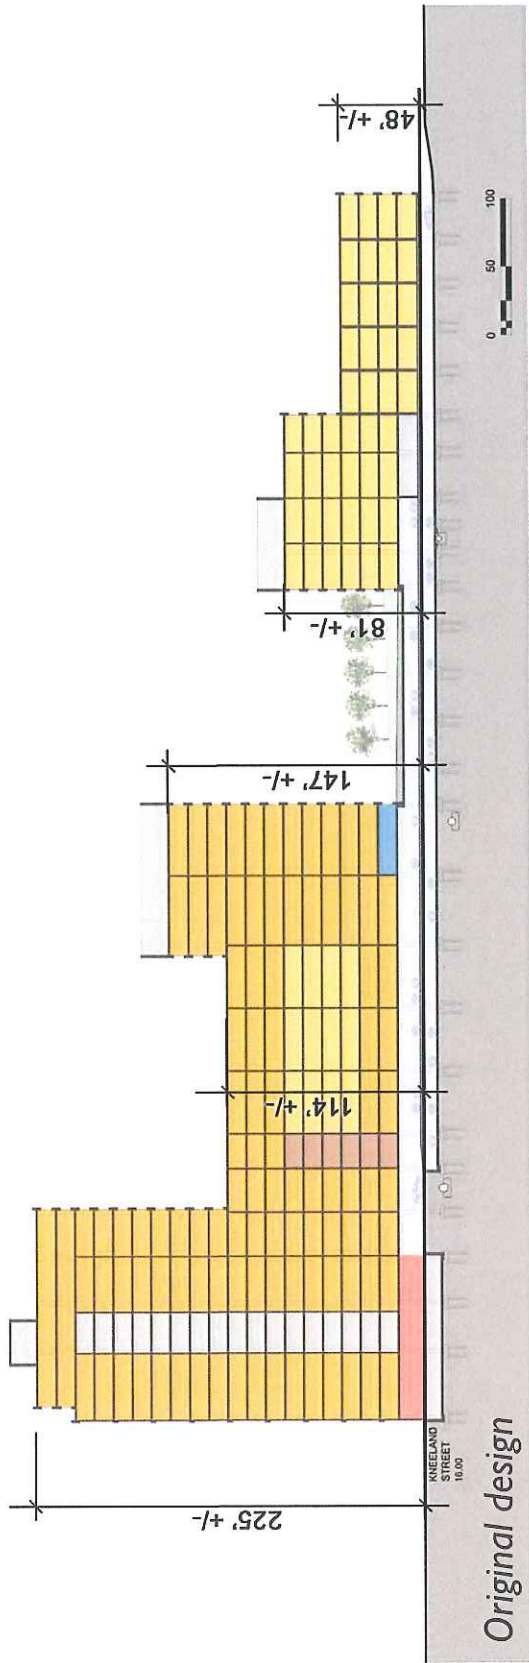 225' +/-
114' +/-
147' +/-
81' +/-
48' +/-
KNEELAND
STREET
16.00
0 50 100
Original design